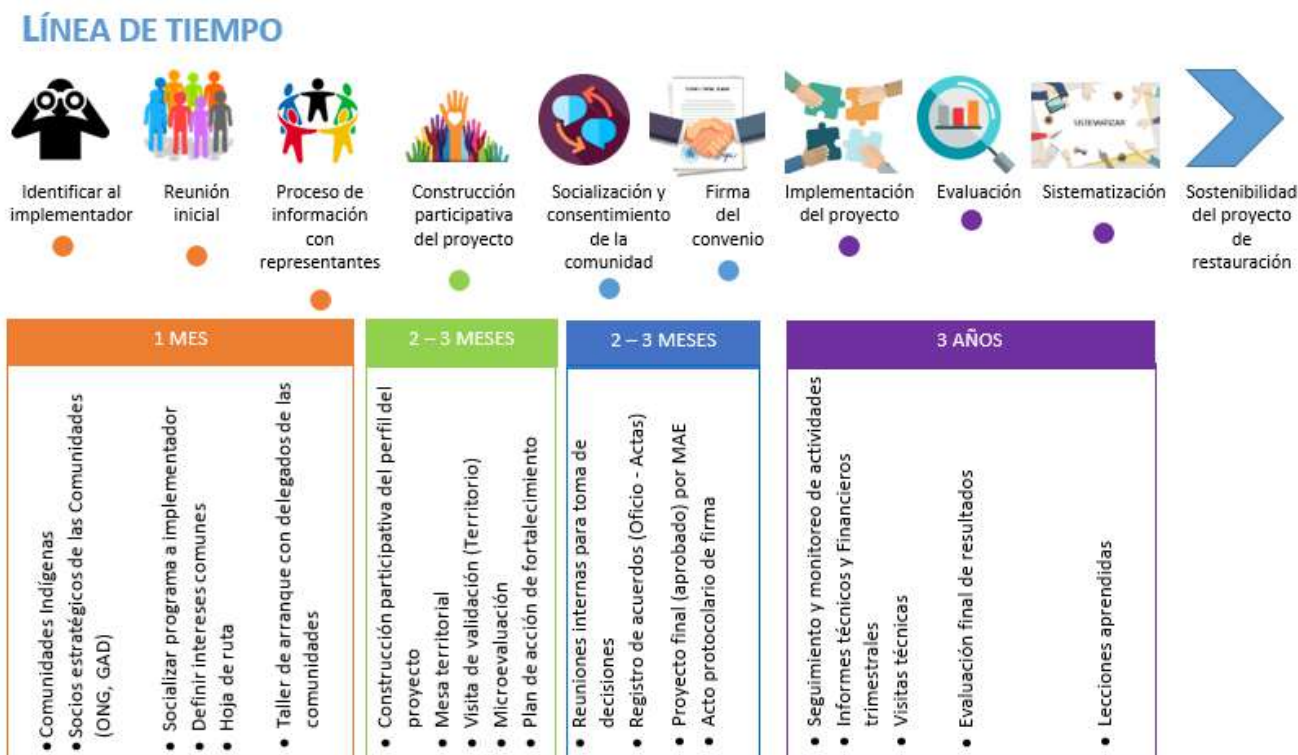 LÍNEA DE TIEMPO
Identificar al
implementador
Reunión
inicial
Proceso de
información
con
representantes
Construcción
participativa
del proyecto
Socialización y
consentimiento
de la
comunidad
Firma
del
convenio
Implementación
del proyecto
Evaluación
SISTEMATIZAR
Sistematización
Sostenibilidad
del proyecto
de
restauración
1 MES
• Comunidades Indígenas
• Socios estratégicos de las Comunidades
(ONG, GAD)
• Socializar programa a implementador
• Definir intereses comunes
• Hoja de ruta
• Taller de arranque con delegados de las
comunidades
2 – 3 MESES
• Construcción participativa del perfil del
proyecto
• Mesa territorial
• Visita de validación (Territorio)
• Microevaluación
• Plan de acción de fortalecimiento
2 – 3 MESES
• Reuniones internas para toma de
decisiones
• Registro de acuerdos (Oficio - Actas)
• Proyecto final (aprobado) por MAE
• Acto protocolario de firma
3 AÑOS
• Seguimiento y monitoreo de actividades
• Informes técnicos y Financieros
trimestrales
• Visitas técnicas
• Evaluación final de resultados
• Lecciones aprendidas